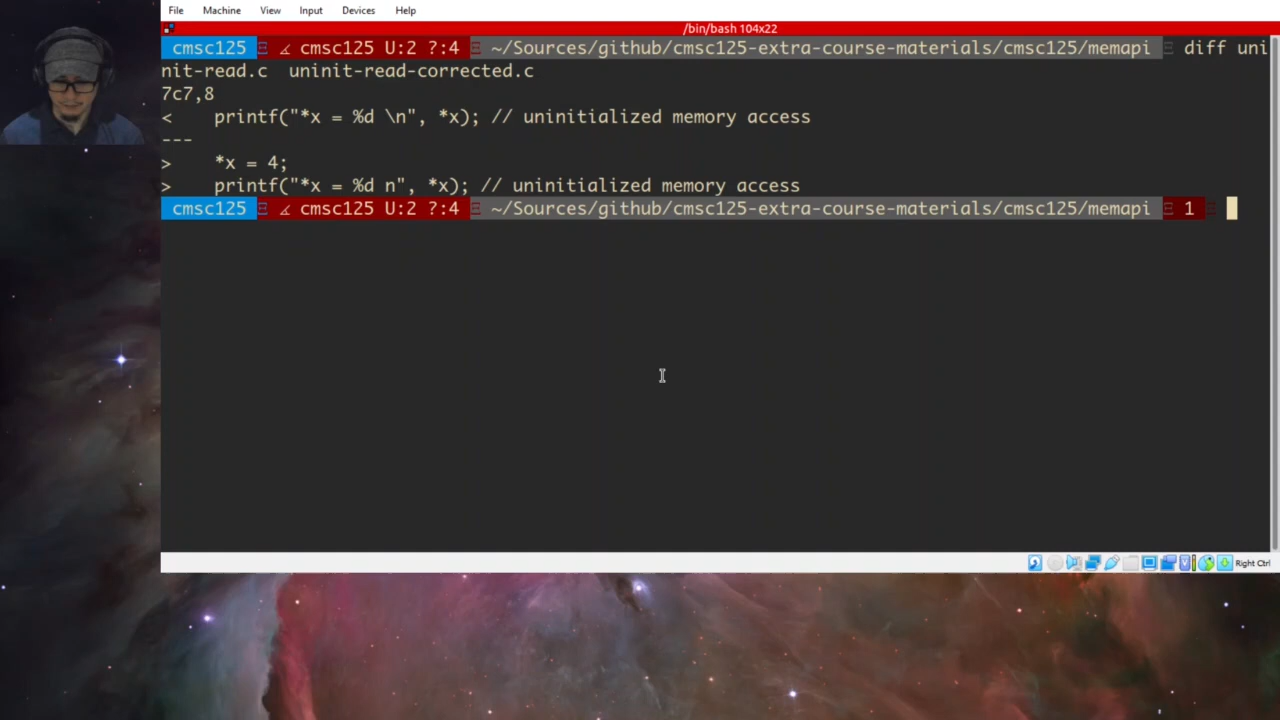 File Machine View Input Devices Help
/bin/bash 104x22
cmsc125 ∡ cmsc125 U:2 ?:4 ~/Sources/github/cmsc125-extra-course-materials/cmsc125/memapi diff uni
nit-read.c uninit-read-corrected.c
7c7,8
< printf("*x = %d \n", *x); // uninitialized memory access
---
> *x = 4;
> printf("*x = %d n", *x); // uninitialized memory access
cmsc125 ∡ cmsc125 U:2 ?:4 ~/Sources/github/cmsc125-extra-course-materials/cmsc125/memapi 1
Right Ctrl